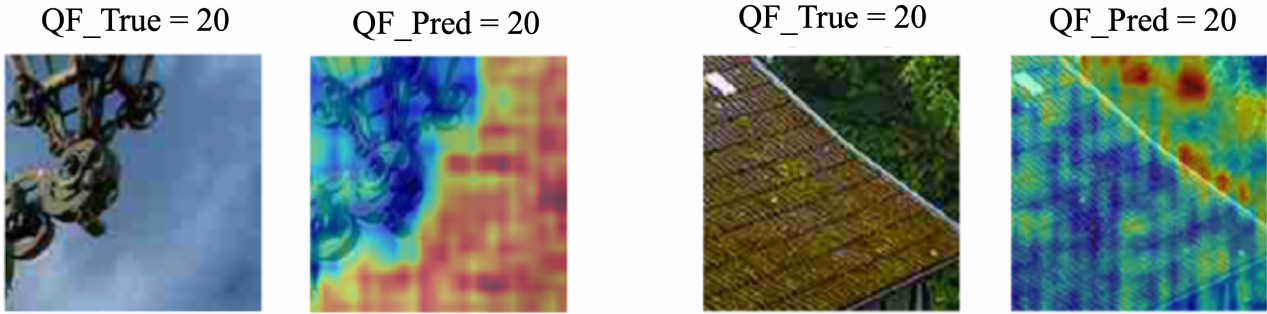 QF_True = 20
QF_Pred = 20
QF_True = 20
QF_Pred = 20